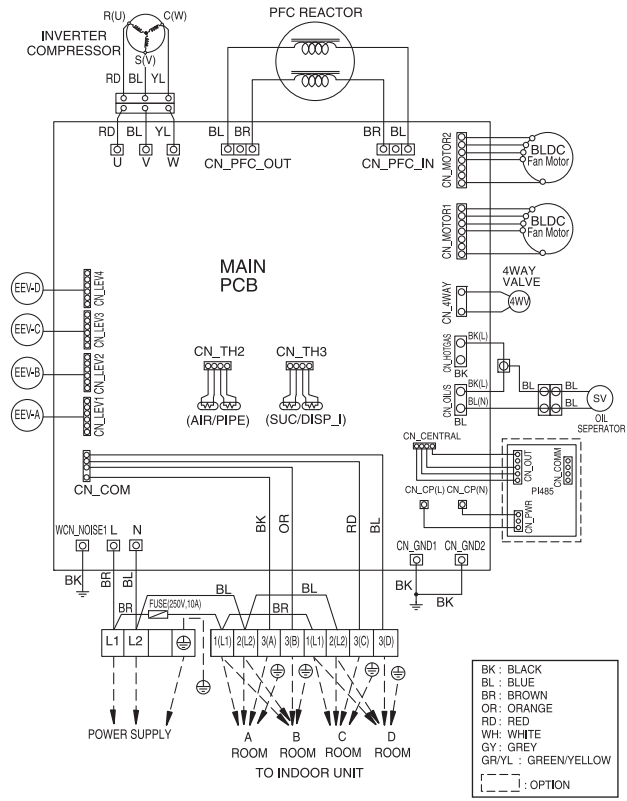 PFC REACTOR
R(U)
C(W)
INVERTER
COMPRESSOR
S(V)
RD
BL
YL
RD
BL
YL
BL
BR
BR
BL
U
V
W
CN_PFC_OUT
CN_PFC_IN
CN_MOTOR2
BLDC
Fan Motor
CN_MOTOR1
BLDC
Fan Motor
MAIN
PCB
4WAY
VALVE
CN_4WAY
4WV
EEV-D
CN_LEV4
EEV-C
CN_LEV3
EEV-B
CN_LEV2
EEV-A
CN_LEV1
CN_TH2
CN_TH3
(AIR/PIPE)
(SUC/DISP_I)
CN_HOTGAS
BK(L)
BK
CN_OIL/S
BK(L)
BL(N)
BL
BL
BL
BL
BL
SV
OIL
SEPERATOR
CN_COM
CN_CENTRAL
CN_OUT
CN_COMM
PI485
CN_CP(L)
CN_CP(N)
CN_PWR
BK
OR
RD
BL
WCN_NOISE1
L
N
CN_GND1
CN_GND2
BK
BR
BL
BK
BK
BL
BL
BR
FUSE(250V,10A)
BR
L1
L2
1(L1)
2(L2)
3(A)
3(B)
1(L1)
2(L2)
3(C)
3(D)
POWER SUPPLY
A
ROOM
B
ROOM
C
ROOM
D
ROOM
TO INDOOR UNIT
BK : BLACK
BL : BLUE
BR : BROWN
OR: ORANGE
RD: RED
WH: WHITE
GY: GREY
GR/YL : GREEN/YELLOW
: OPTION